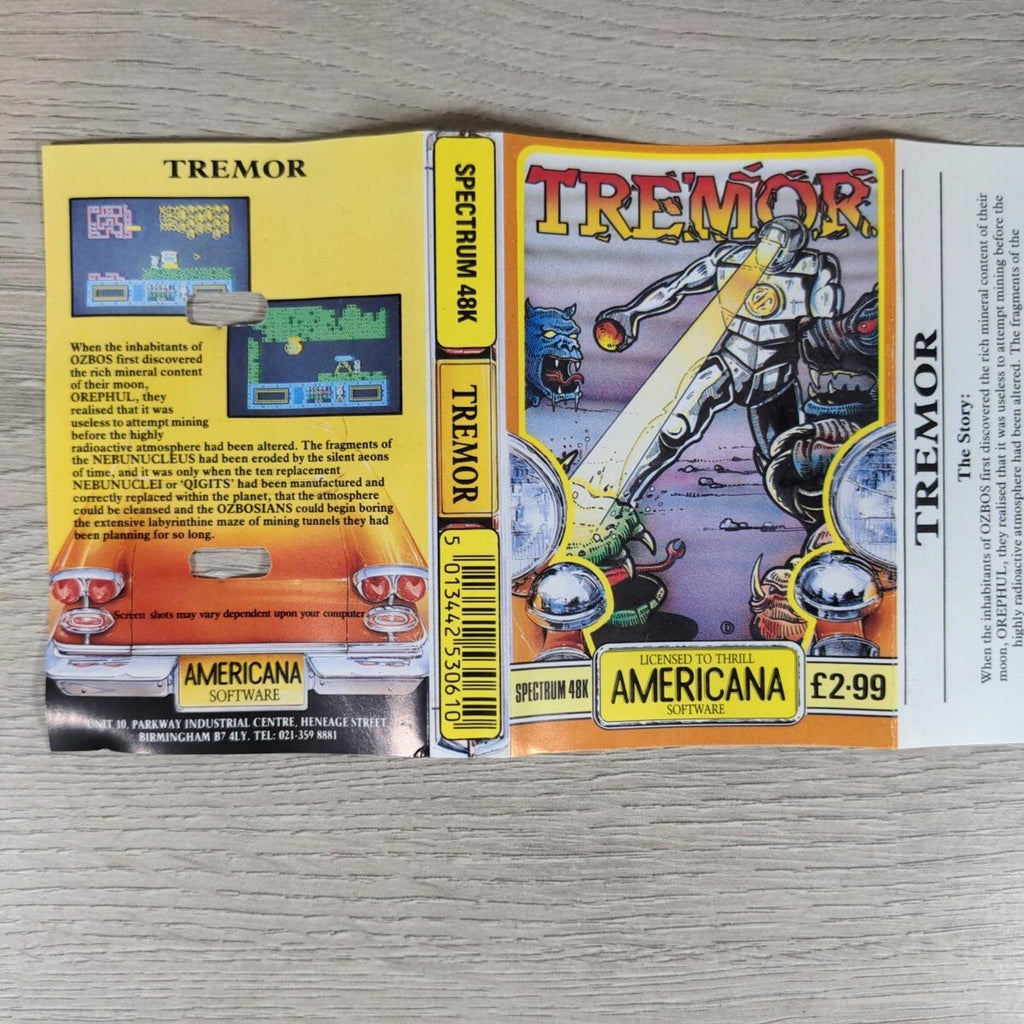 TREMOR
When the inhabitants of
OZBOS first discovered
the rich mineral content
of their moon,
OREPHUL, they
realised that it was
useless to attempt mining
before the highly
radioactive atmosphere had been altered. The fragments of
the NEBUNUCLEUS had been eroded by the silent aeons
of time, and it was only when the ten replacement
NEBUNUCLEI or ‘QIGITS’ had been manufactured and
correctly replaced within the planet, that the atmosphere
could be cleansed and the OZBOSIANS could begin boring
the extensive labyrinthine maze of mining tunnels they had
been planning for so long.
Screen shots may vary dependent upon your computer
AMERICANA
SOFTWARE
UNIT 10, PARKWAY INDUSTRIAL CENTRE, HENEAGE STREET
BIRMINGHAM B7 4LY. TEL: 021-359 8881
SPECTRUM 48K
TREMOR
5 013442 530610
TREMOR
D
SPECTRUM 48K
LICENSED TO THRILL
AMERICANA
SOFTWARE
£2·99
TREMOR
The Story:
When the inhabitants of OZBOS first discovered the rich mineral content of their
moon, OREPHUL, they realised that it was useless to attempt mining before the
highly radioactive atmosphere had been altered. The fragments of the